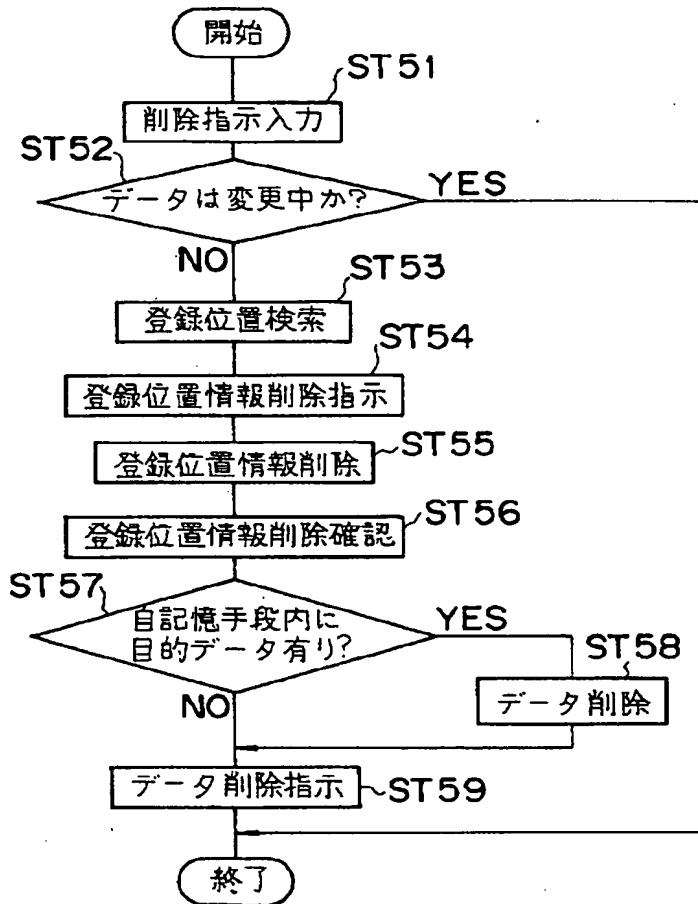 開始
ST51
削除指示入力
ST52
データは変更中か?
YES
NO
ST53
登録位置検索
ST54
登録位置情報削除指示
登録位置情報削除
ST55
登録位置情報削除確認
ST56
ST57
自記憶手段内に
目的データ有り?
YES
NO
ST58
データ削除
データ削除指示
ST59
終了